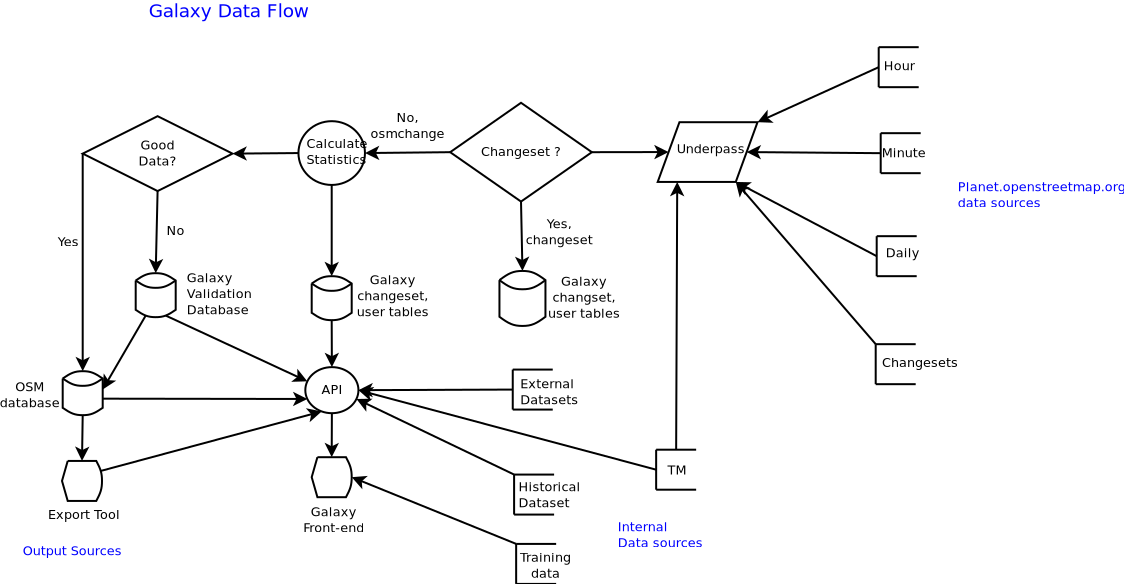 Galaxy Data Flow
Hour
No,
osmchange
Good
Data?
Calculate
Statistics
Changeset ?
Underpass
Minute
Planet.openstreetmap.org
data sources
Yes
No
Yes,
changeset
Daily
Galaxy
Validation
Database
Galaxy
changeset,
user tables
Galaxy
changset,
user tables
Changesets
OSM
database
API
External
Datasets
TM
Historical
Dataset
Export Tool
Galaxy
Front-end
Internal
Data sources
Output Sources
Training
data